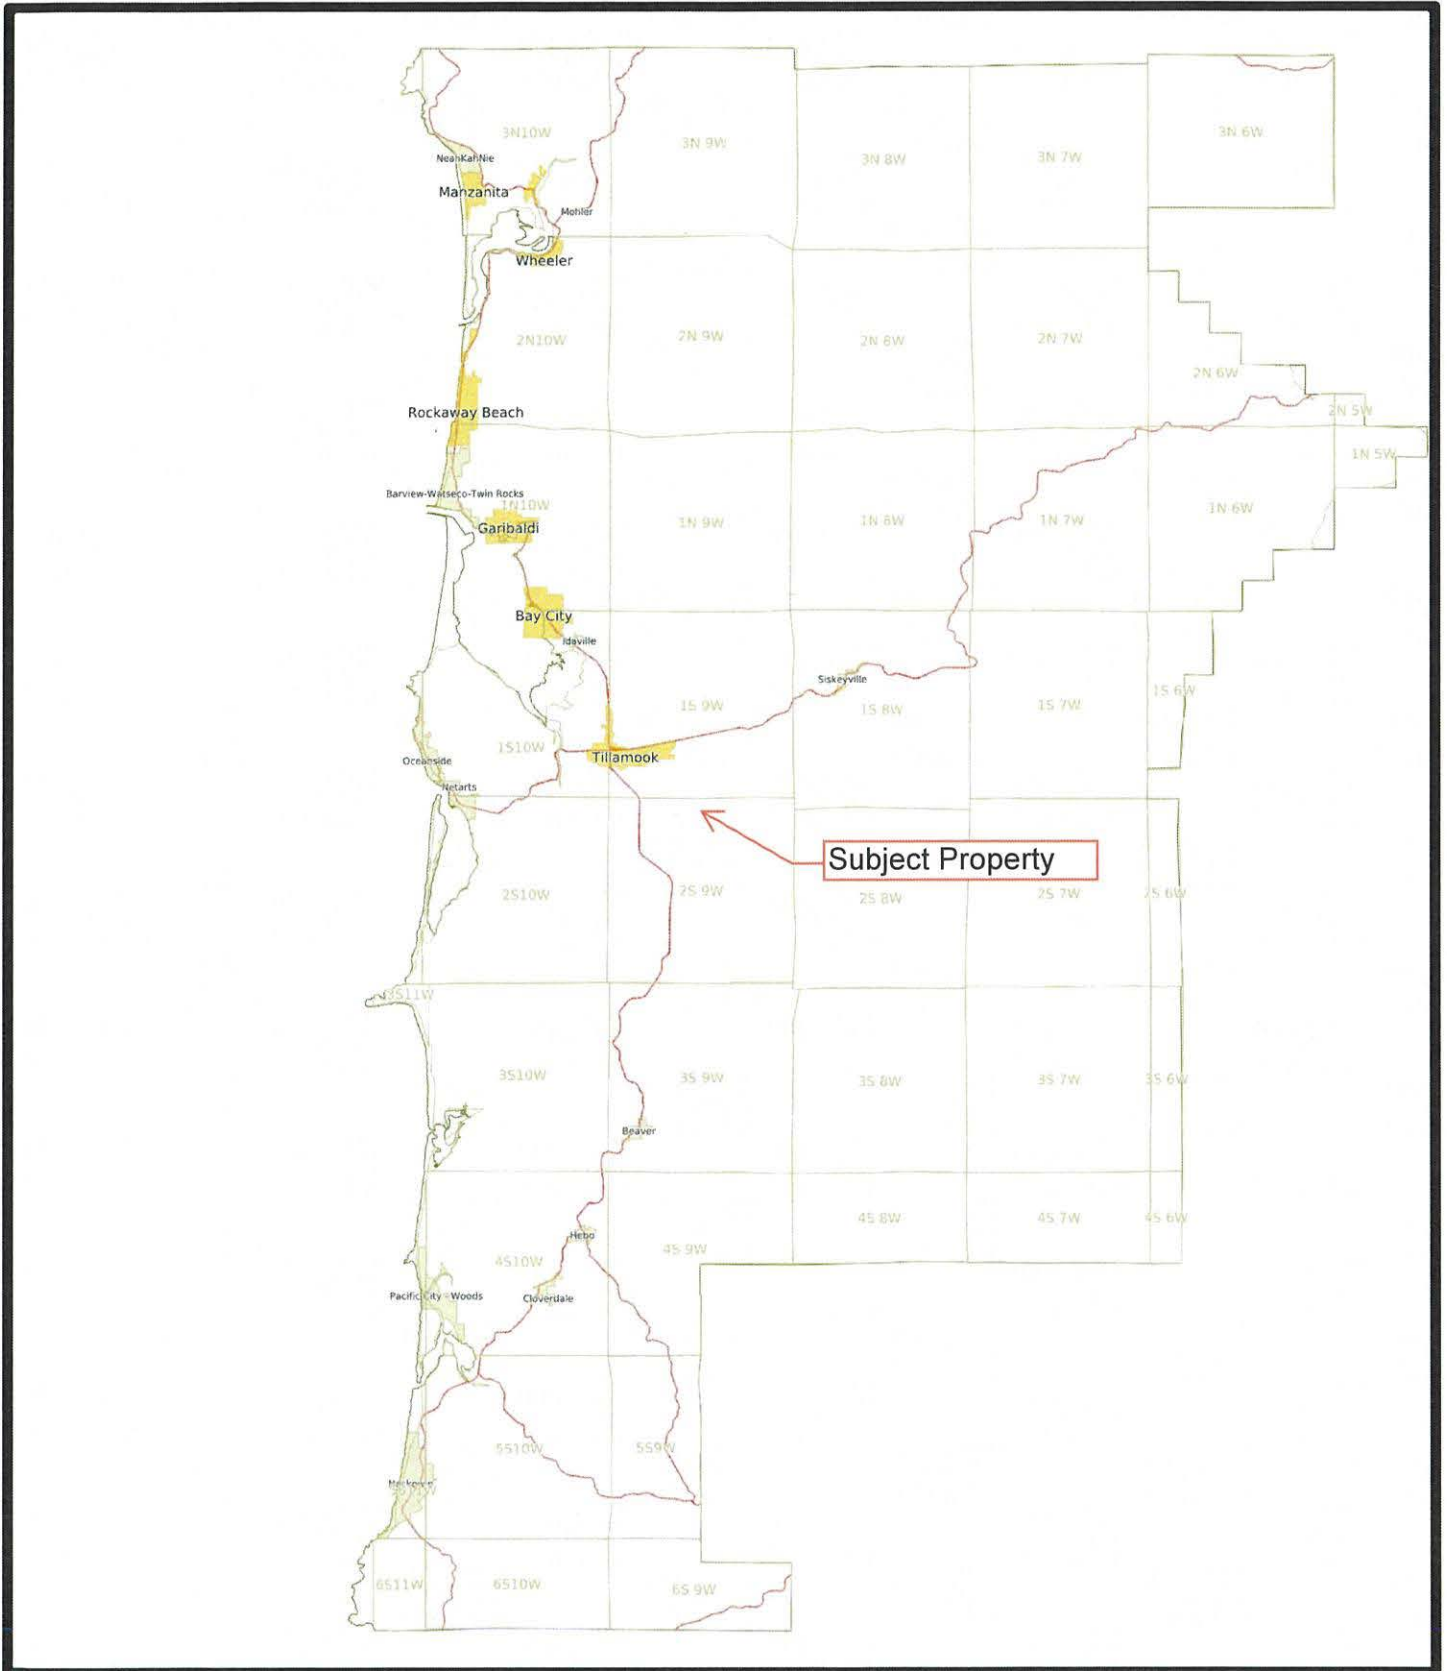 3N10W
3N 9W
3N 8W
3N 7W
3N 6W
NeahKahNie
Manzanita
Mohler
Wheeler
2N10W
2N 9W
2N 8W
2N 7W
2N 6W
2N 5W
Rockaway Beach
1N 5W
Barview-Watseco-Twin Rocks
1N10W
1N 9W
1N 8W
1N 7W
1N 6W
Garibaldi
Bay City
Idaville
Siskeyville
1S 6W
1S 9W
1S 8W
1S 7W
1S10W
Tillamook
Oceanside
Netarts
Subject Property
2S10W
2S 9W
2S 8W
2S 7W
2S 6W
3S11W
3S10W
3S 9W
3S 8W
3S 7W
3S 6W
Beaver
4S 8W
4S 7W
4S 6W
Hebo
4S10W
4S 9W
Pacific City - Woods
Cloverdale
5S10W
5S9W
6S11W
6S10W
6S 9W